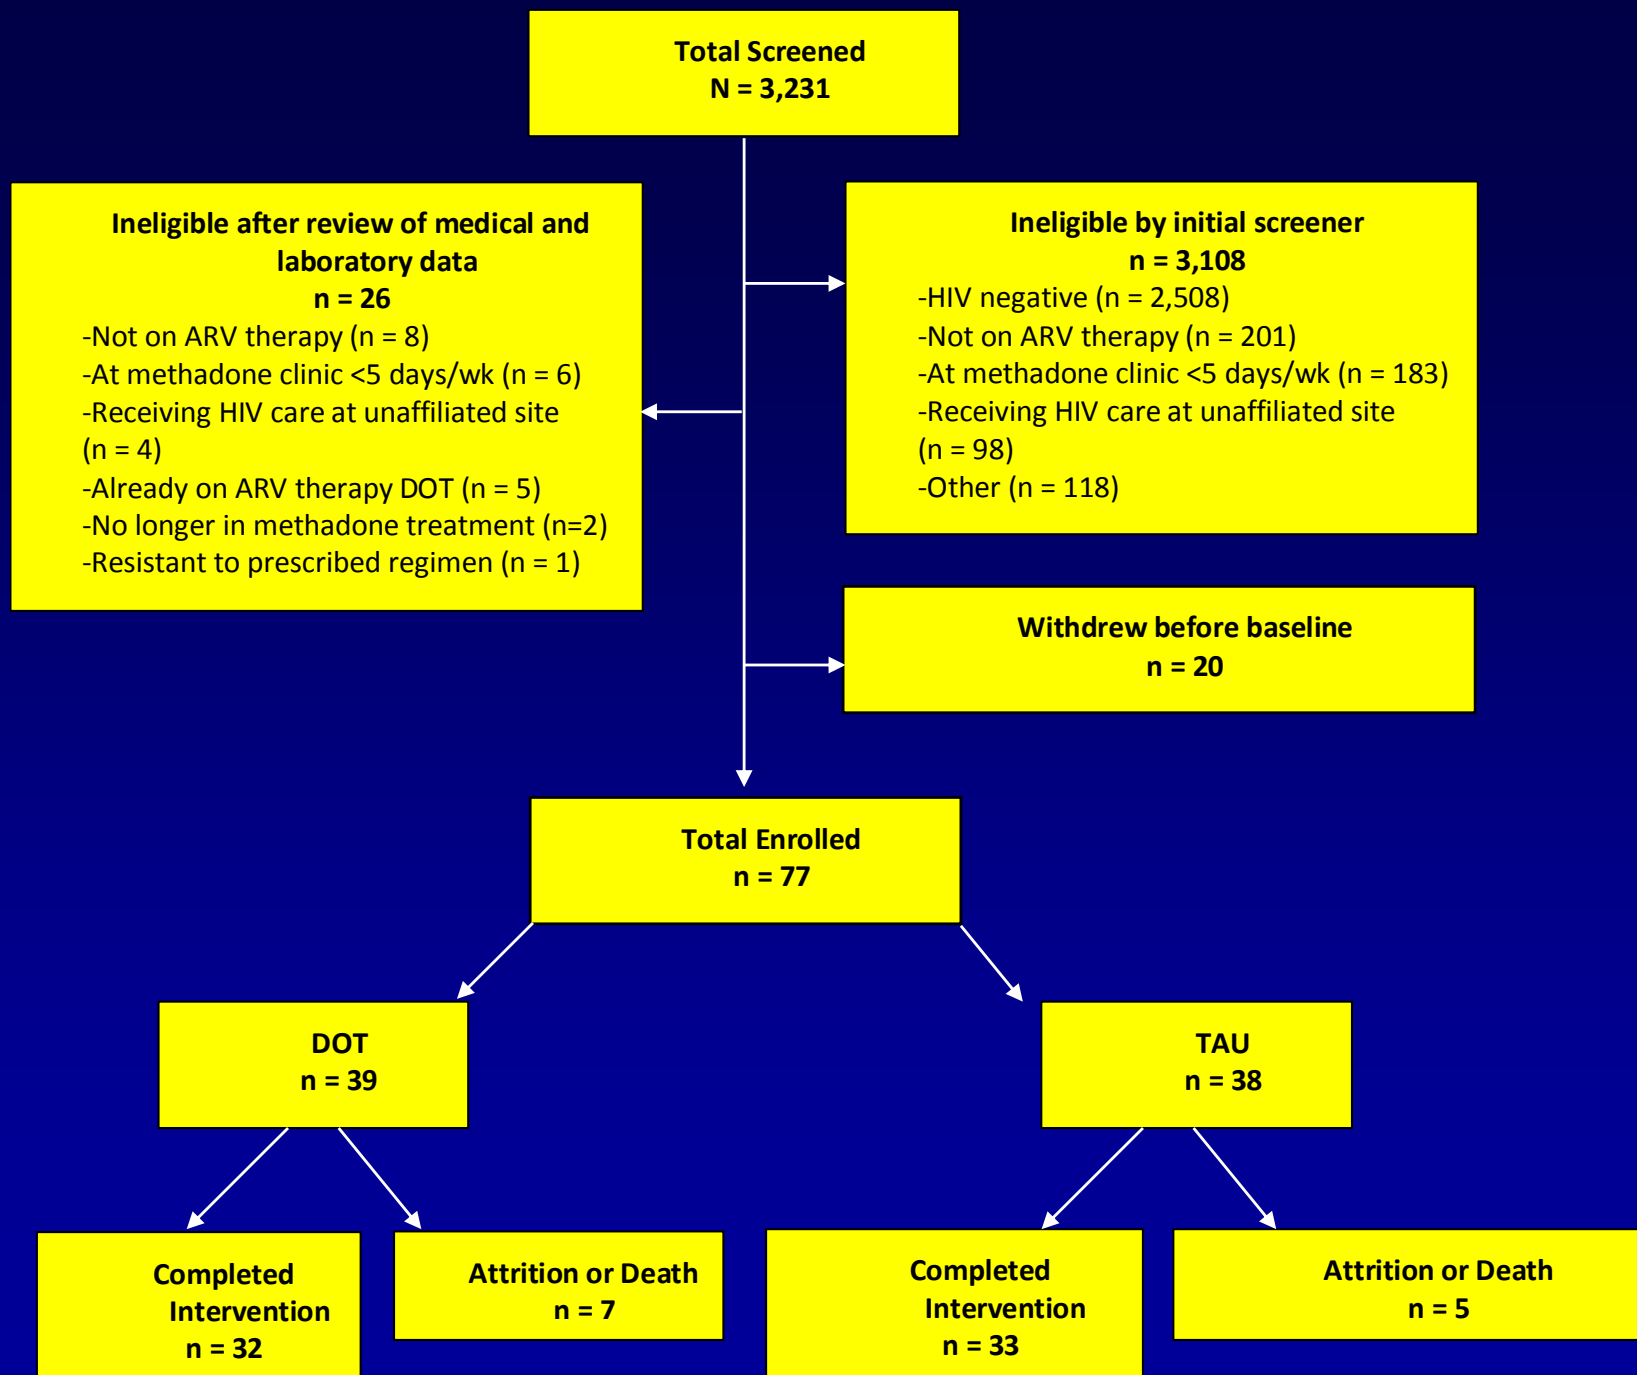 Total Screened
N = 3,231
Ineligible after review of medical and
laboratory data
n = 26
-Not on ARV therapy (n = 8)
-At methadone clinic <5 days/wk (n = 6)
-Receiving HIV care at unaffiliated site
(n = 4)
-Already on ARV therapy DOT (n = 5)
-No longer in methadone treatment (n=2)
-Resistant to prescribed regimen (n = 1)
Ineligible by initial screener
n = 3,108
-HIV negative (n = 2,508)
-Not on ARV therapy (n = 201)
-At methadone clinic <5 days/wk (n = 183)
-Receiving HIV care at unaffiliated site
(n = 98)
-Other (n = 118)
Withdrew before baseline
n = 20
Total Enrolled
n = 77
DOT
n = 39
TAU
n = 38
Completed
Intervention
n = 32
Attrition or Death
n = 7
Completed
Intervention
n = 33
Attrition or Death
n = 5